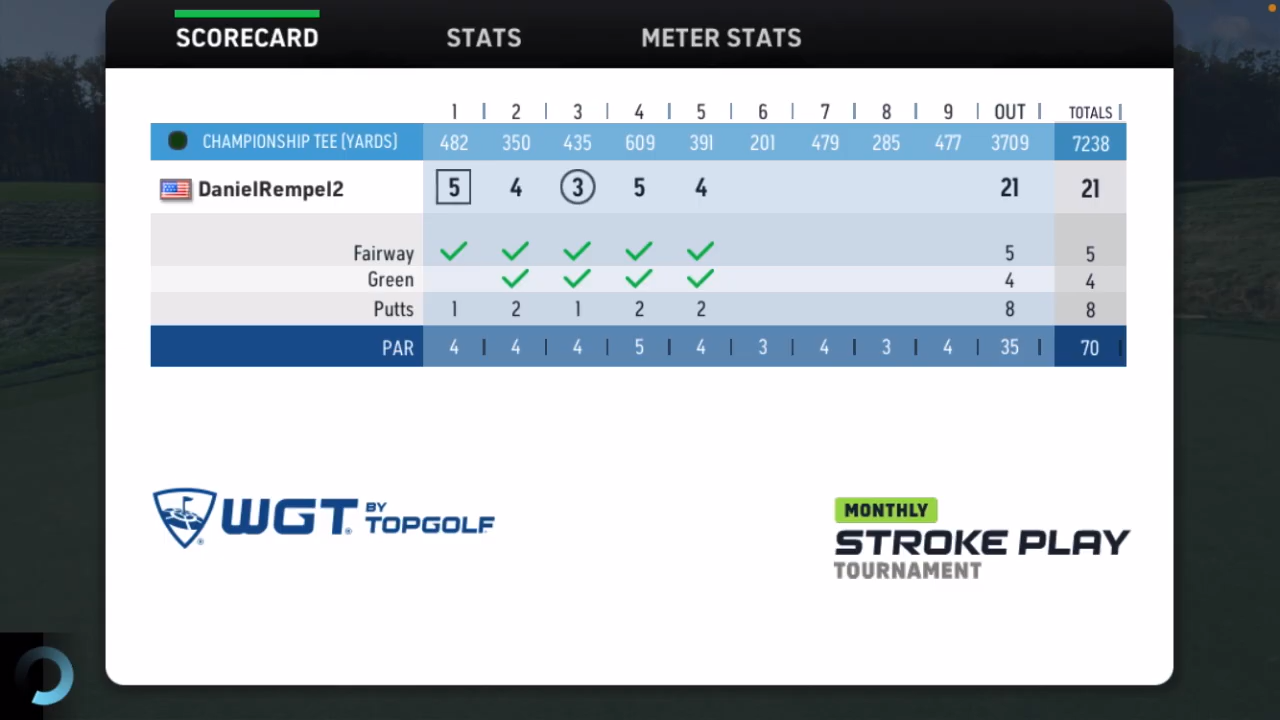 SCORECARD STATS METER STATS
1 2 3 4 5 6 7 8 9 OUT TOTALS
CHAMPIONSHIP TEE (YARDS) 482 350 435 609 391 201 479 285 477 3709 7238
DanielRempel2 5 4 3 5 4 21 21
Fairway 5 5
Green 4 4
Putts 1 2 1 2 2 8 8
PAR 4 4 4 5 4 3 4 3 4 35 70
WGT BY TOPGOLF
MONTHLY
STROKE PLAY
TOURNAMENT